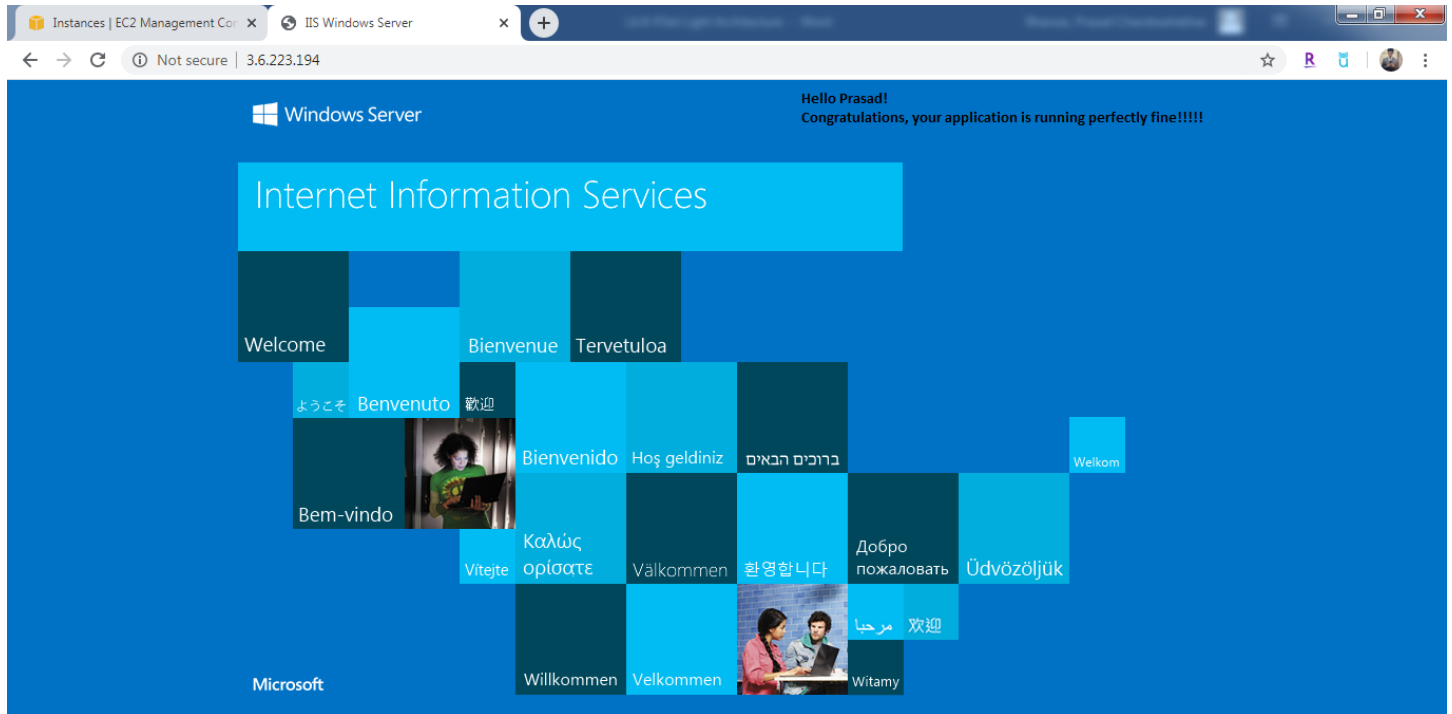 Instances | EC2 Management Con
IIS Windows Server
Not secure | 3.6.223.194
Windows Server
Hello Prasad!
Congratulations, your application is running perfectly fine!!!!!
Internet Information Services
Welcome
Bienvenue
Tervetuloa
ようこそ
Benvenuto
歡迎
Bem-vindo
Bienvenido
Hoş geldiniz
ברוכים הבאים
Welkom
Vítejte
Καλώς
ορίσατε
Välkommen
환영합니다
Добро
пожаловать
Üdvözöljük
مرحبا
欢迎
Willkommen
Velkommen
Witamy
Microsoft